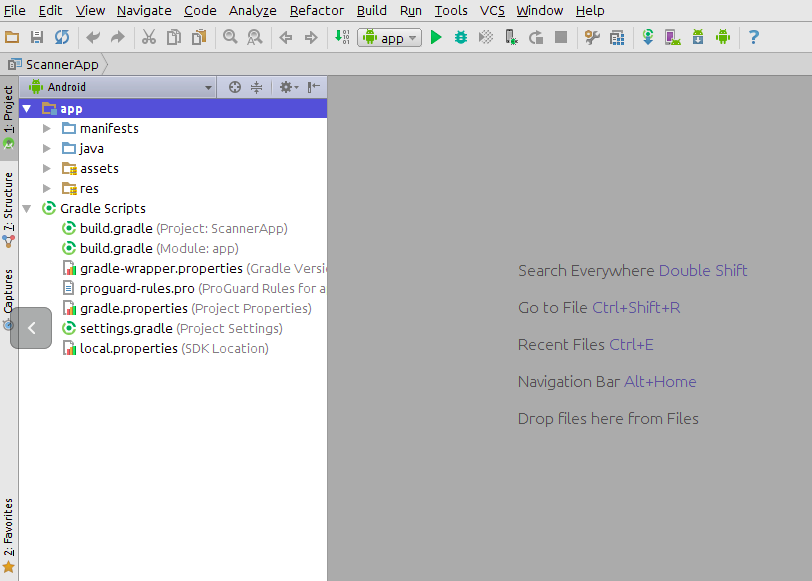 File Edit View Navigate Code Analyze Refactor Build Run Tools VCS Window Help
app
ScannerApp
1: Project
7: Structure
Captures
2: Favorites
Android
app
manifests
java
assets
res
Gradle Scripts
build.gradle (Project: ScannerApp)
build.gradle (Module: app)
gradle-wrapper.properties (Gradle Versi
proguard-rules.pro (ProGuard Rules for a
gradle.properties (Project Properties)
settings.gradle (Project Settings)
local.properties (SDK Location)
Search Everywhere Double Shift
Go to File Ctrl+Shift+R
Recent Files Ctrl+E
Navigation Bar Alt+Home
Drop files here from Files